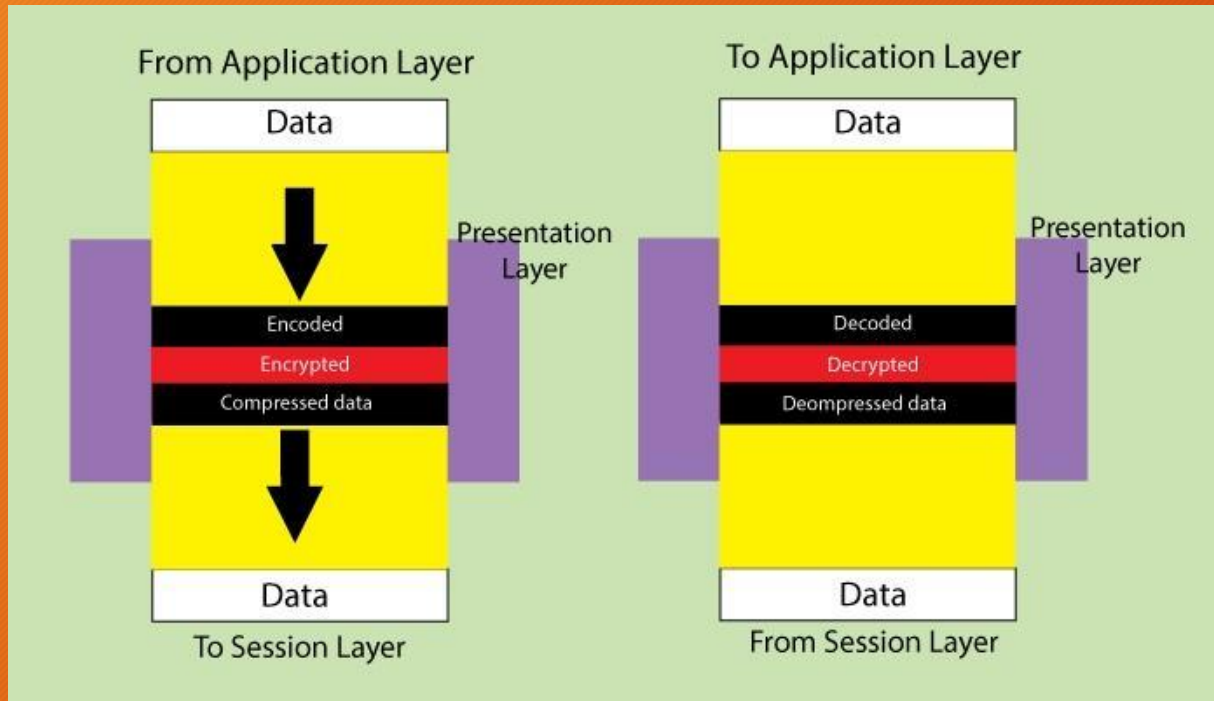 From Application Layer
Data
Presentation
Layer
Encoded
Encrypted
Compressed data
Data
To Session Layer
To Application Layer
Data
Presentation
Layer
Decoded
Decrypted
Deompressed data
Data
From Session Layer